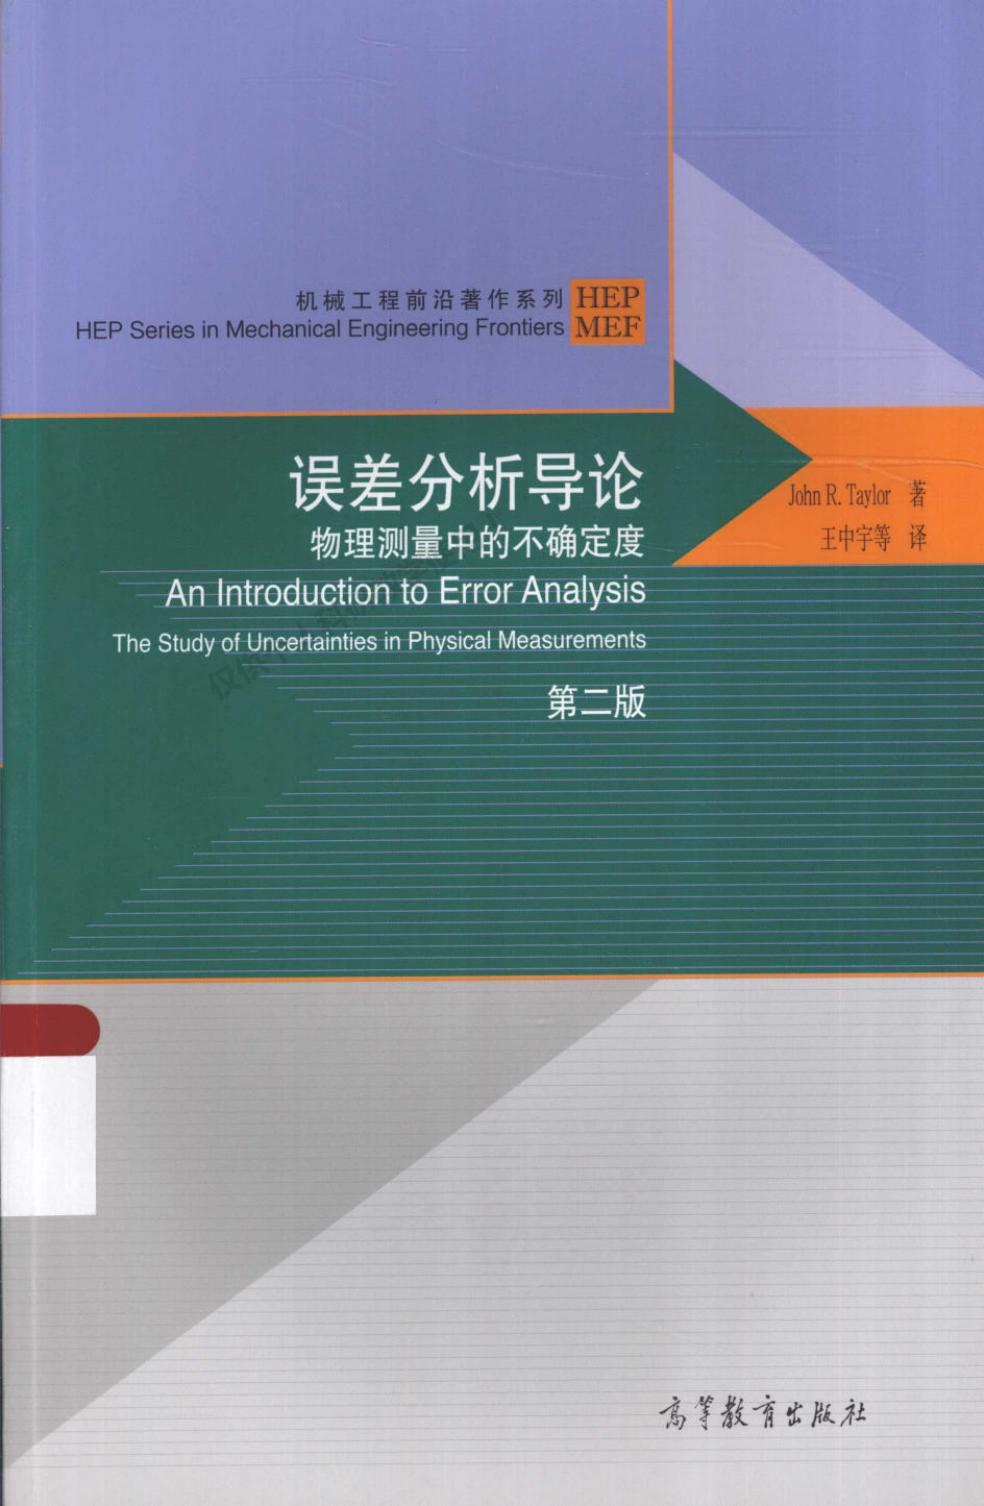 机械工程前沿著作系列 HEP
HEP Series in Mechanical Engineering Frontiers MEF
误差分析导论
物理测量中的不确定度
An Introduction to Error Analysis
The Study of Uncertainties in Physical Measurements
第二版
John R. Taylor 著
王中宇等 译
高等教育出版社